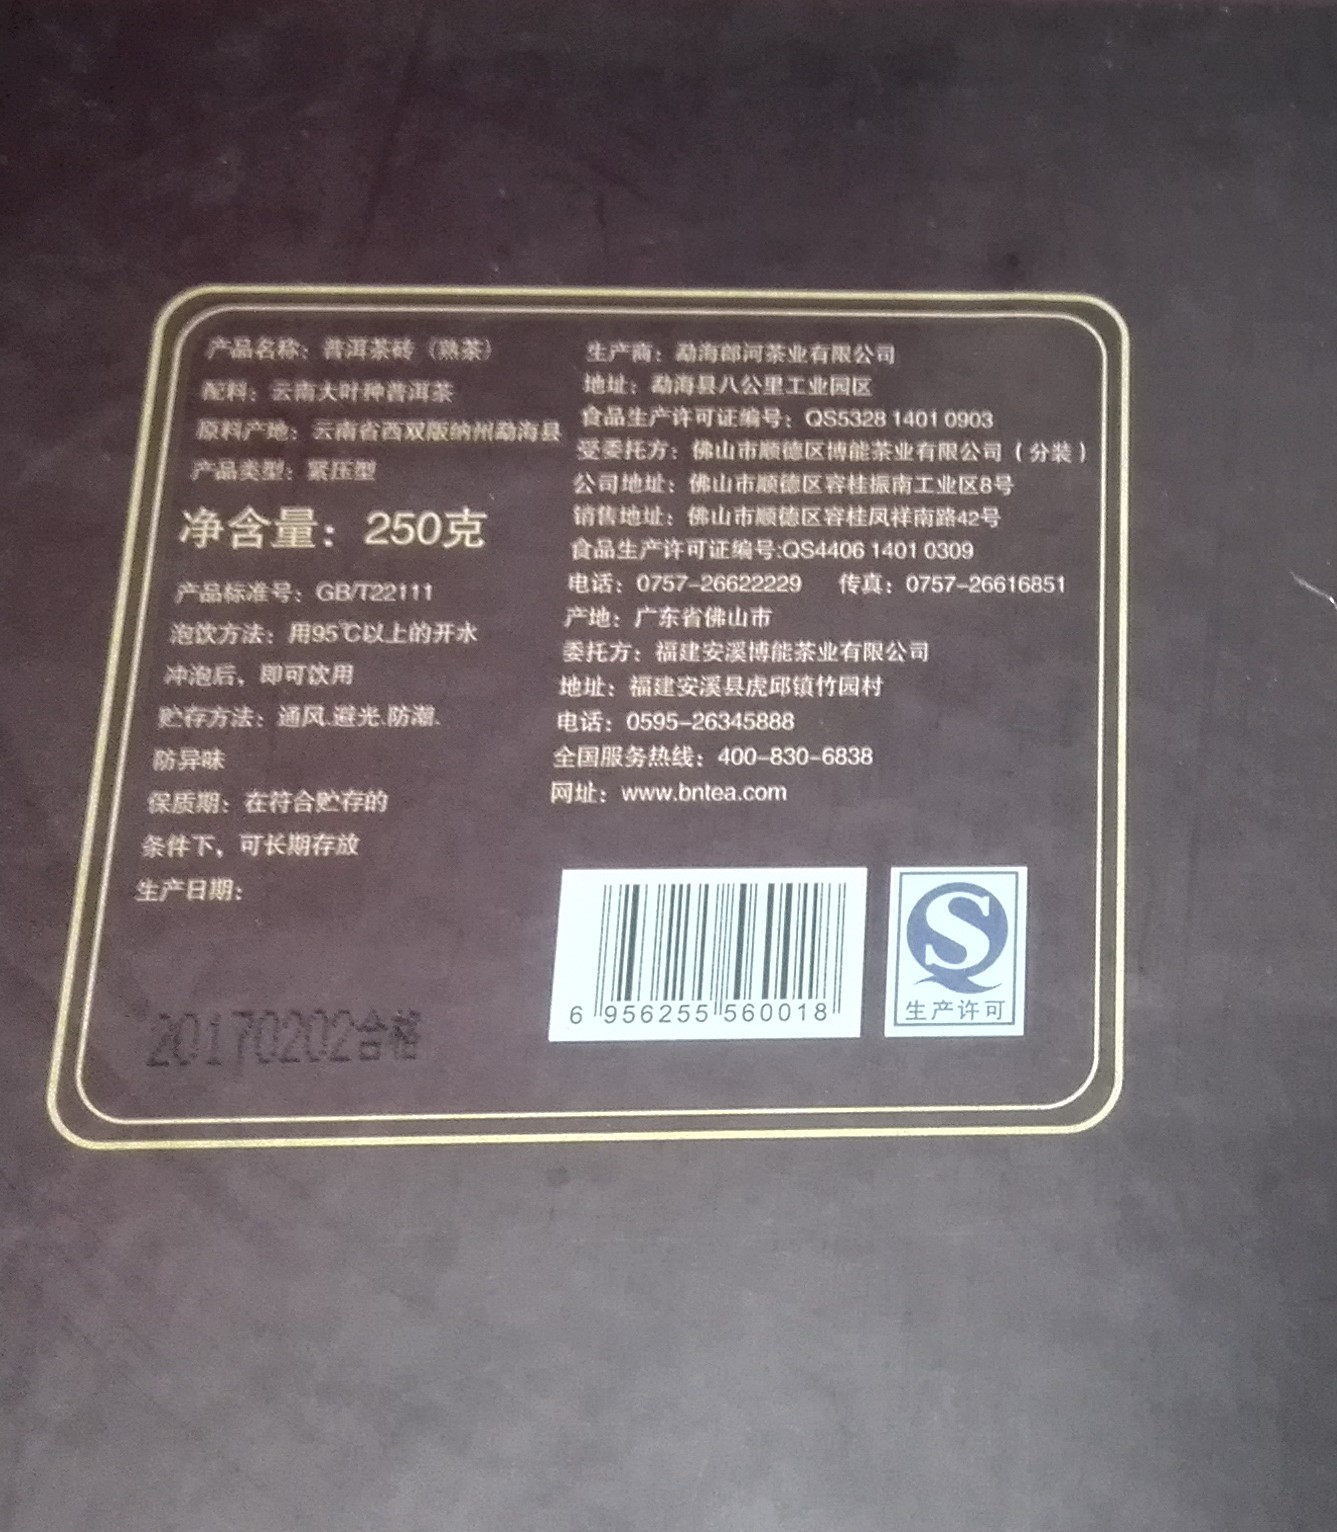 产品名称：普洱茶砖（熟茶）
配料：云南大叶种普洱茶
原料产地：云南省西双版纳州勐海县
产品类型：紧压型
净含量：250克
产品标准号：GB/T22111
泡饮方法：用95℃以上的开水
冲泡后，即可饮用
贮存方法：通风.避光.防潮.
防异味
保质期：在符合贮存的
条件下，可长期存放
生产日期：
20170202合格
生产商：勐海郎河茶业有限公司
地址：勐海县八公里工业园区
食品生产许可证编号：QS5328 1401 0903
受委托方：佛山市顺德区博能茶业有限公司（分装）
公司地址：佛山市顺德区容桂振南工业区8号
销售地址：佛山市顺德区容桂凤祥南路42号
食品生产许可证编号:QS4406 1401 0309
电话：0757-26622229 传真：0757-26616851
产地：广东省佛山市
委托方：福建安溪博能茶业有限公司
地址：福建安溪县虎邱镇竹园村
电话：0595-26345888
全国服务热线：400-830-6838
网址：www.bntea.com
6 956255 560018
S
生产许可